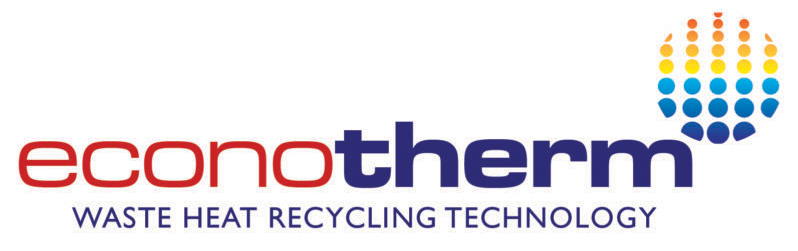 econotherm
WASTE HEAT RECYCLING TECHNOLOGY